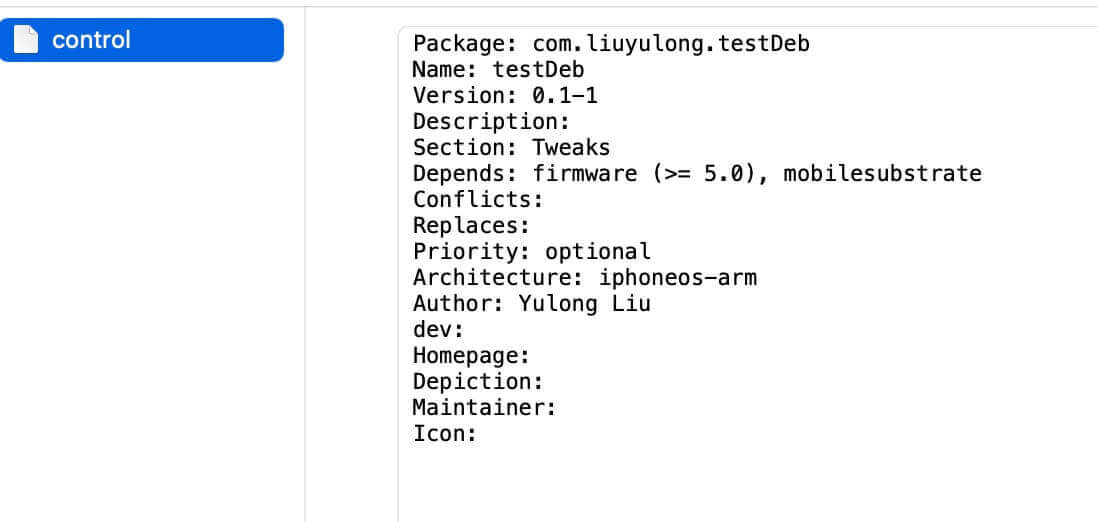 control
Package: com.liuyulong.testDeb
Name: testDeb
Version: 0.1-1
Description:
Section: Tweaks
Depends: firmware (>= 5.0), mobilesubstrate
Conflicts:
Replaces:
Priority: optional
Architecture: iphoneos-arm
Author: Yulong Liu
dev:
Homepage:
Depiction:
Maintainer:
Icon: